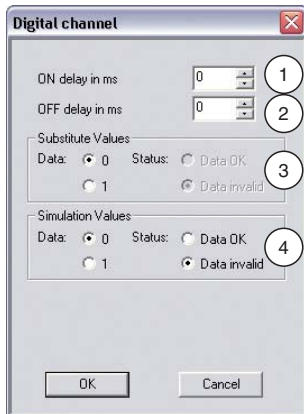 Digital channel
ON delay in ms 0 1
OFF delay in ms 0 2
Substitute Values
Data: 0 Status: Data OK
1 Data invalid 3
Simulation Values
Data: 0 Status: Data OK
1 Data invalid 4
OK Cancel